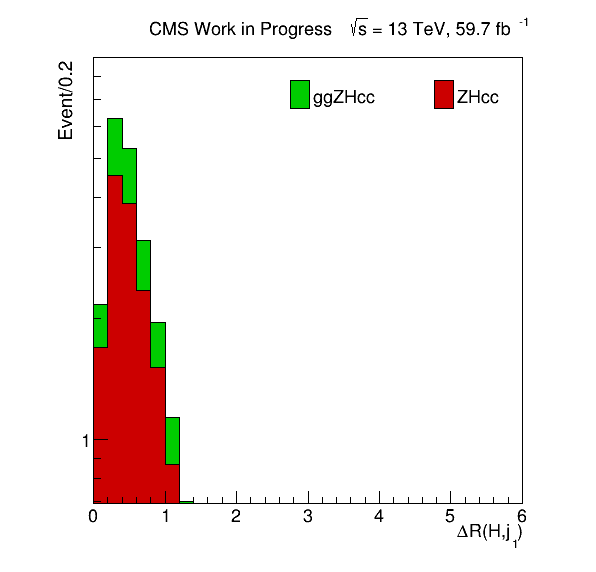 CMS Work in Progress √s = 13 TeV, 59.7 fb⁻¹
Event/0.2
ggZHcc ZHcc
1
0 1 2 3 4 5 6
ΔR(H,j₁)